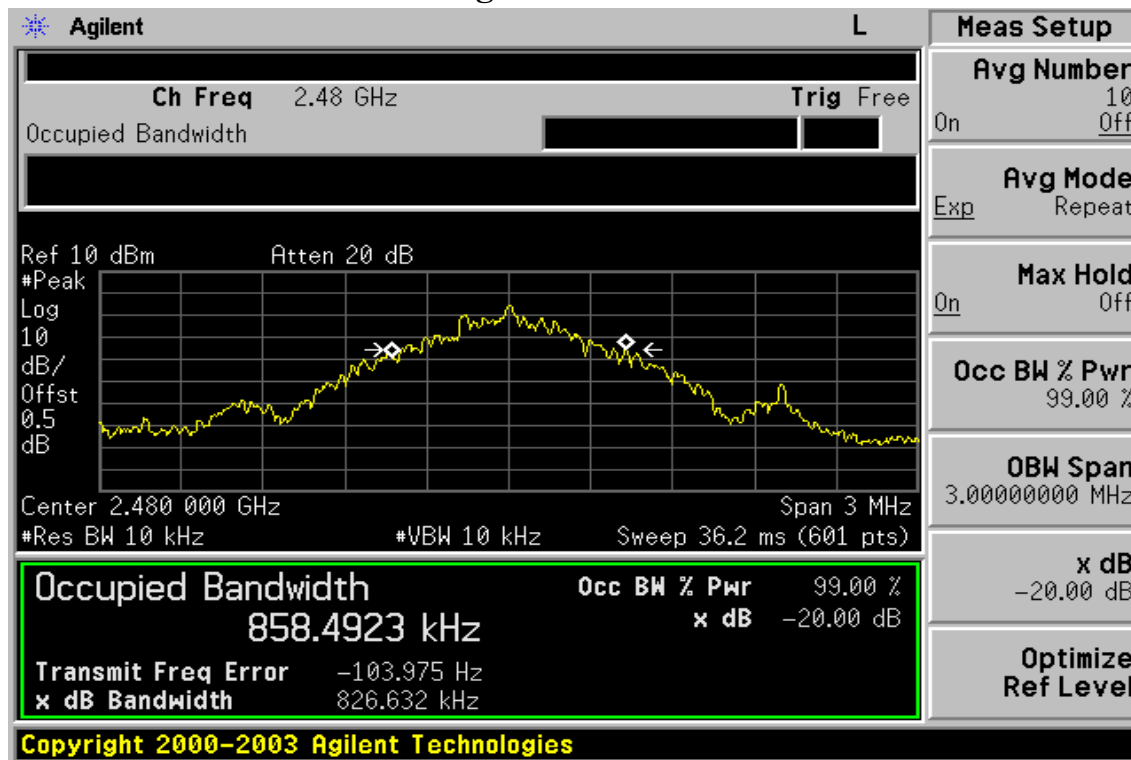 Agilent L Meas Setup
Ch Freq 2.48 GHz Trig Free
Occupied Bandwidth
Avg Number
10
On Off
Avg Mode
Exp Repeat
Max Hold
On Off
Occ BW % Pwr
99.00 %
OBW Span
3.00000000 MHz
x dB
-20.00 dB
Optimize
Ref Level
Ref 10 dBm Atten 20 dB
#Peak
Log
10
dB/
Offst
0.5
dB
Center 2.480 000 GHz Span 3 MHz
#Res BW 10 kHz #VBW 10 kHz Sweep 36.2 ms (601 pts)
Occupied Bandwidth Occ BW % Pwr 99.00 %
858.4923 kHz x dB -20.00 dB
Transmit Freq Error -103.975 Hz
x dB Bandwidth 826.632 kHz
Copyright 2000-2003 Agilent Technologies